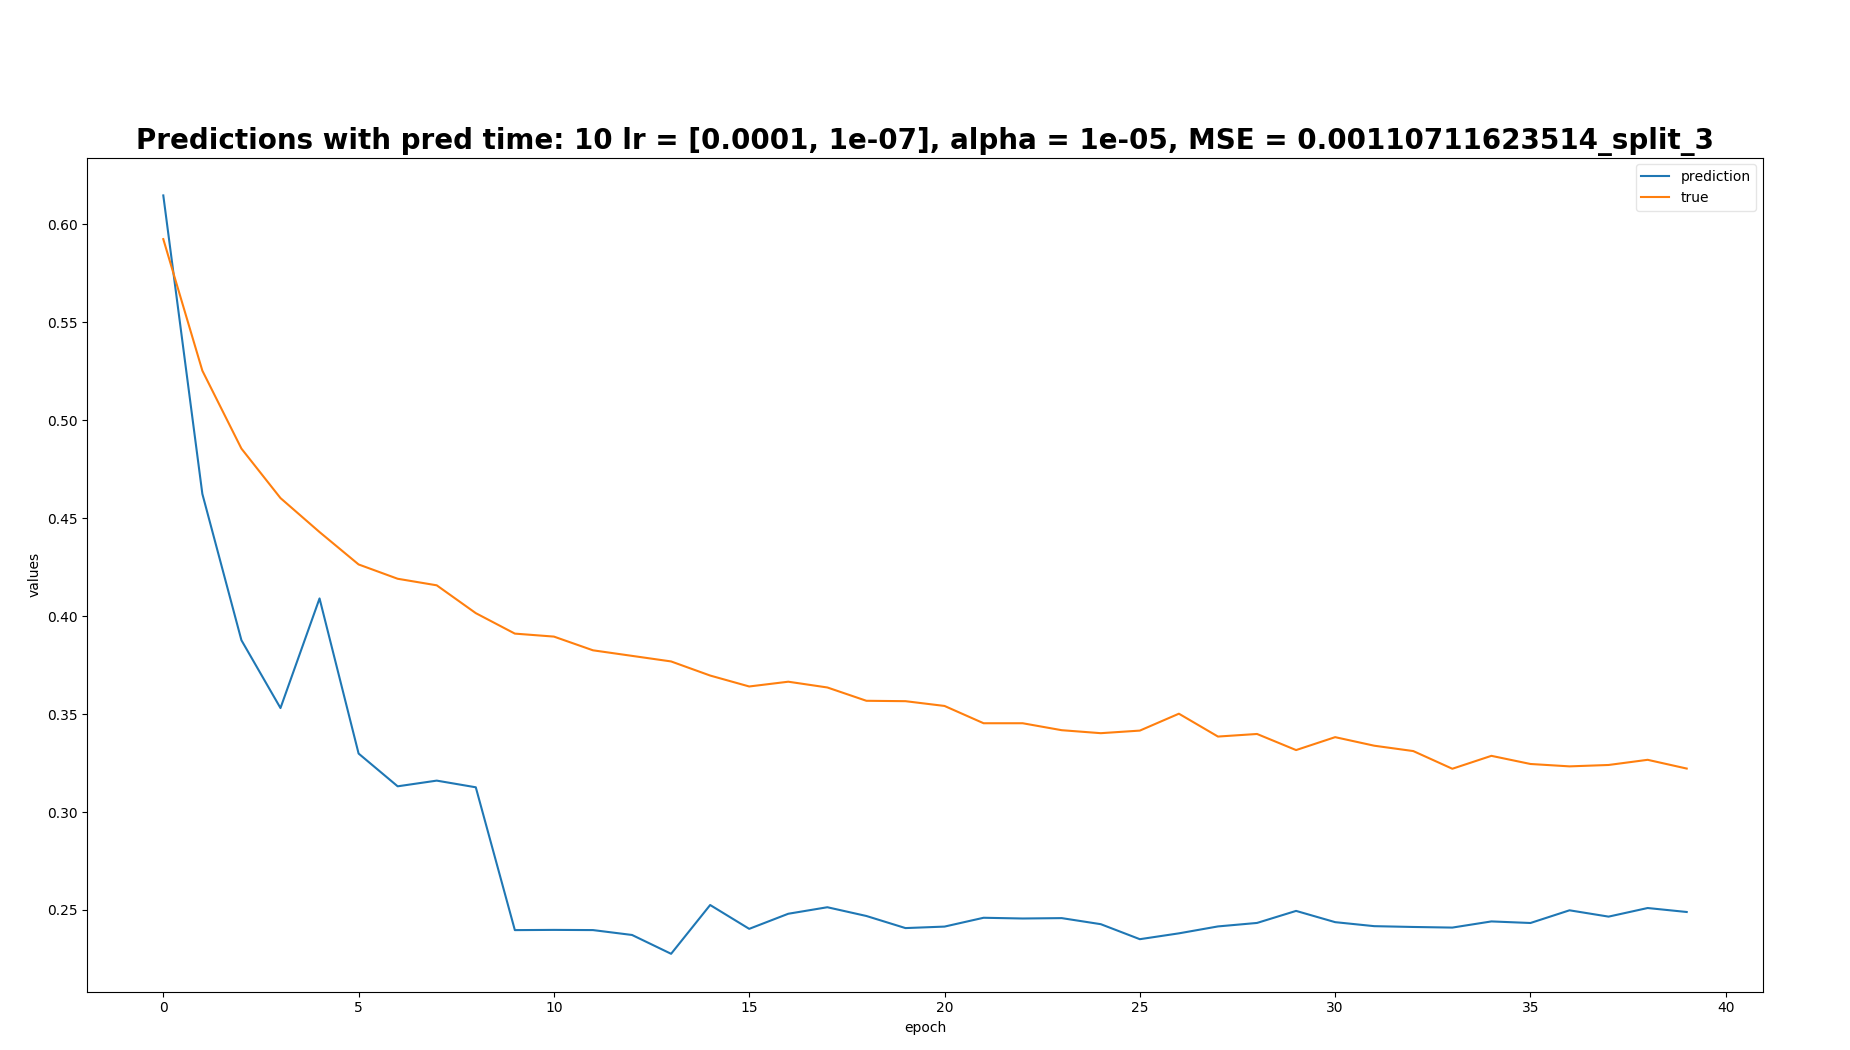 Predictions with pred time: 10 lr = [0.0001, 1e-07], alpha = 1e-05, MSE = 0.00110711623514_split_3
prediction
true
0.60
0.55
0.50
0.45
0.40
0.35
0.30
0.25
values
0 5 10 15 20 25 30 35 40
epoch